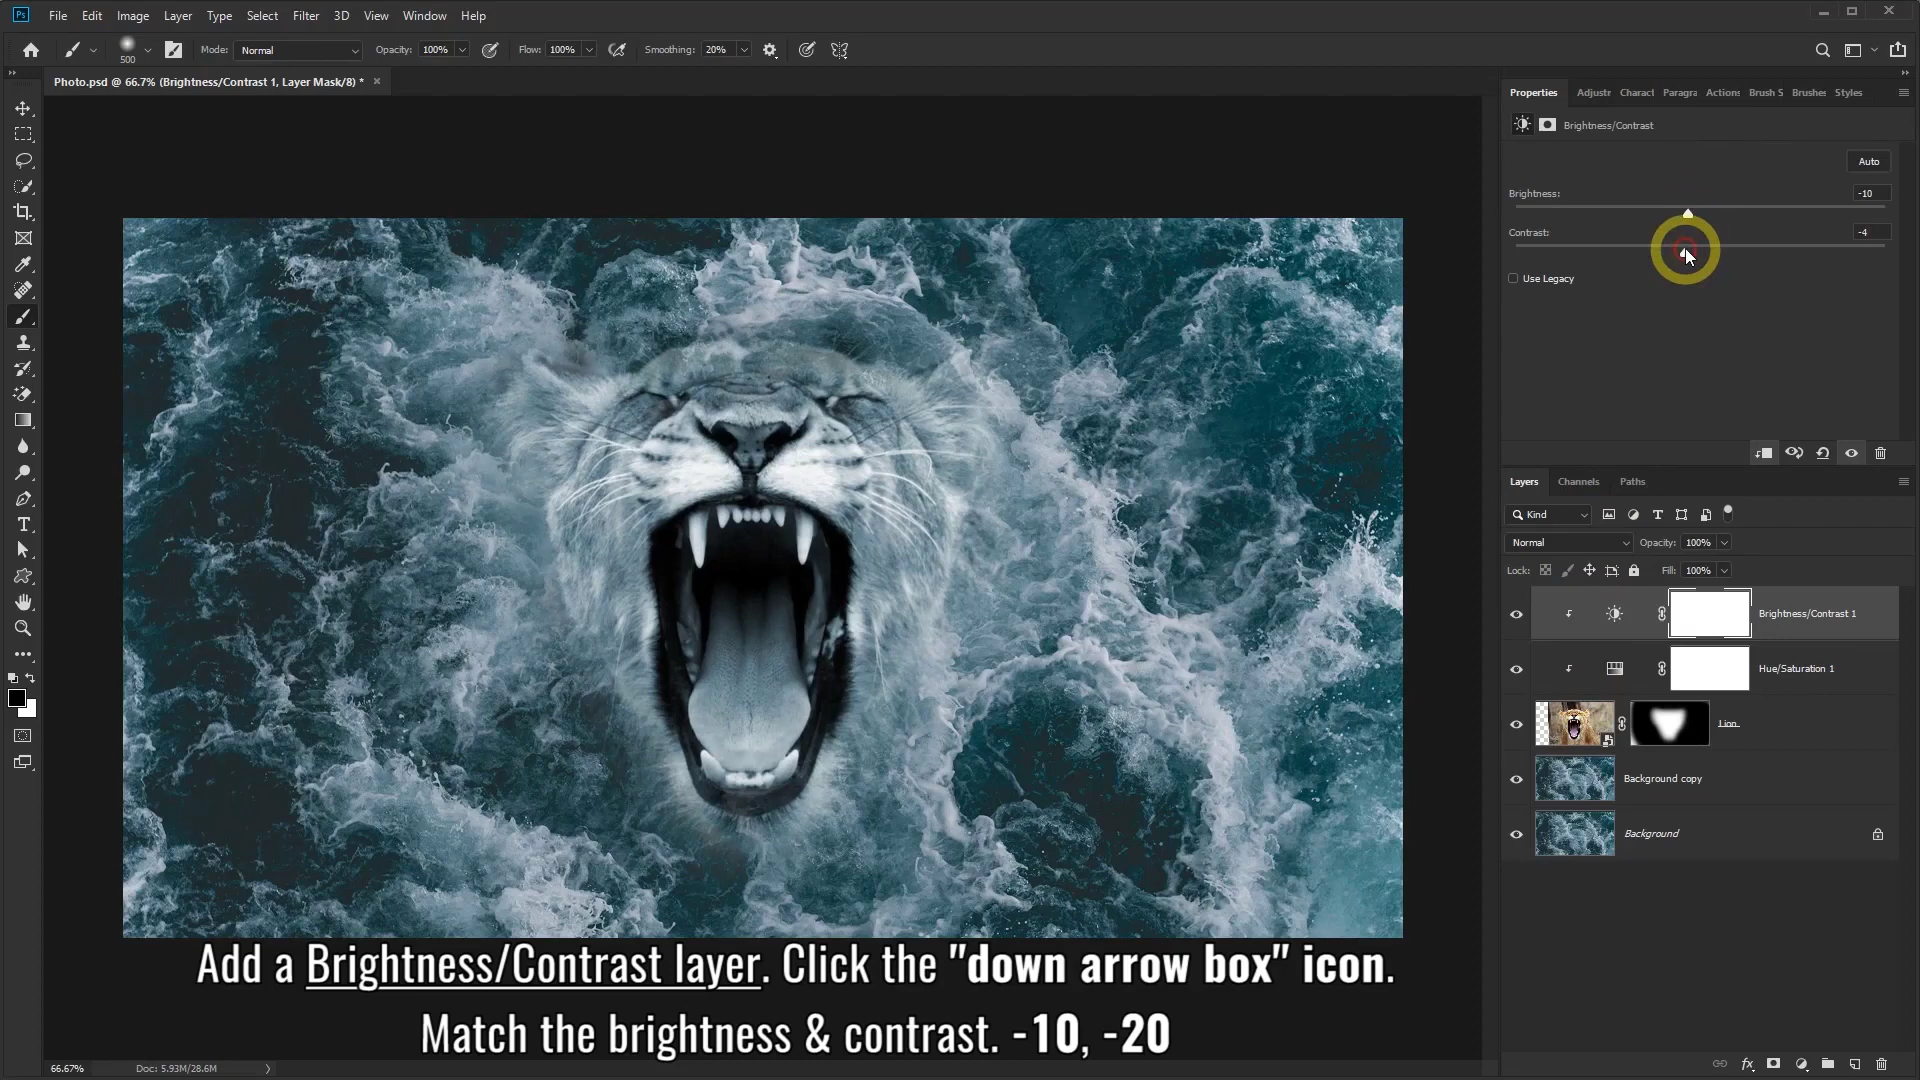 Ps File Edit Image Layer Type Select Filter 3D View Window Help
500 Mode: Normal Opacity: 100% Flow: 100% Smoothing: 20%
Photo.psd @ 66.7% (Brightness/Contrast 1, Layer Mask/8) *
Properties Adjustr Charact Paragra Actions Brush S Brushes Styles
Brightness/Contrast
Auto
Brightness: -10
Contrast: -4
Use Legacy
Layers Channels Paths
Kind
Normal Opacity: 100%
Lock: Fill: 100%
Brightness/Contrast 1
Hue/Saturation 1
Lion
Background copy
Background
Add a Brightness/Contrast layer. Click the "down arrow box" icon.
Match the brightness & contrast. -10, -20
66.67% Doc: 5.93M/28.6M